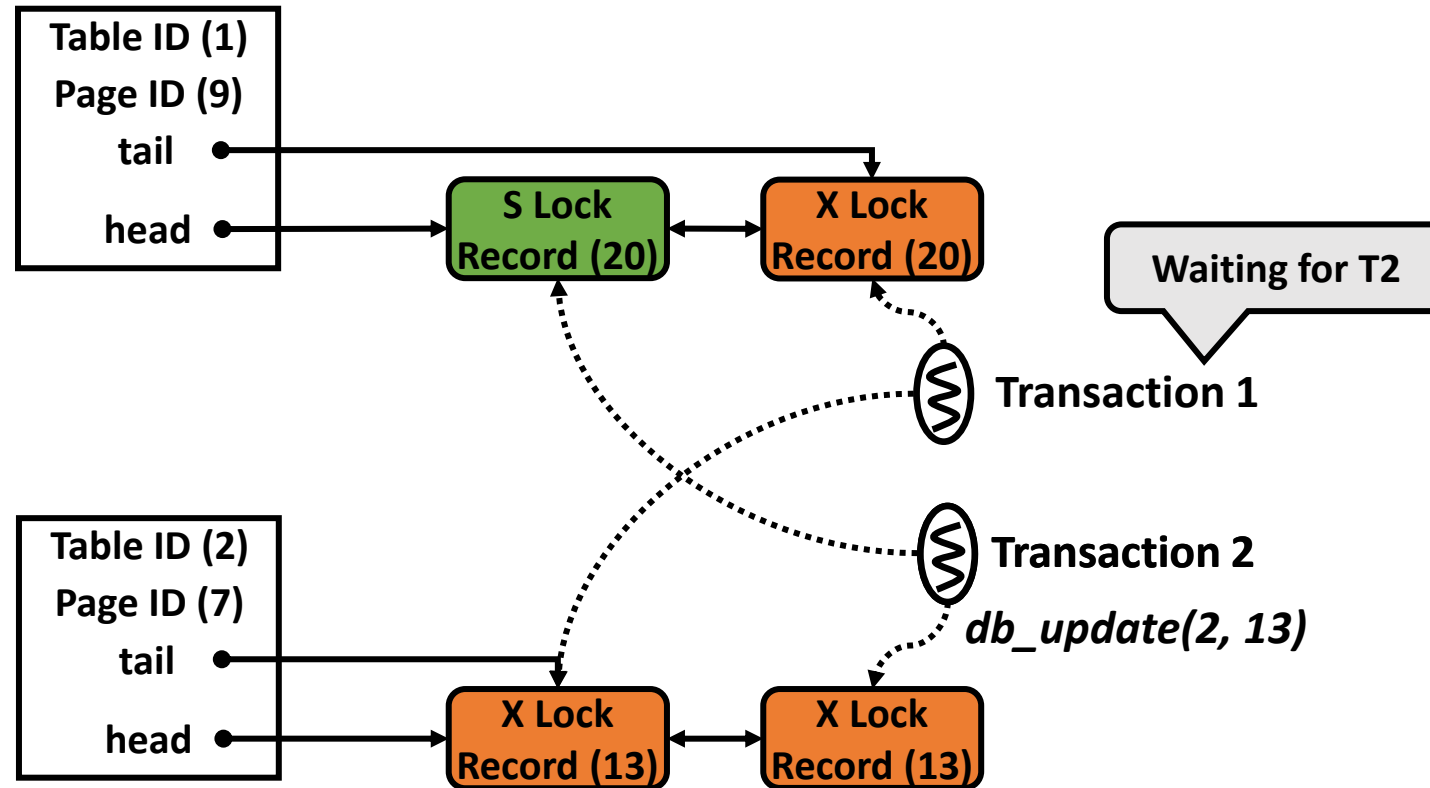 Table ID (1)
Page ID (9)
tail
head
S Lock
Record (20)
X Lock
Record (20)
Waiting for T2
Transaction 1
Transaction 2
db_update(2, 13)
Table ID (2)
Page ID (7)
tail
head
X Lock
Record (13)
X Lock
Record (13)